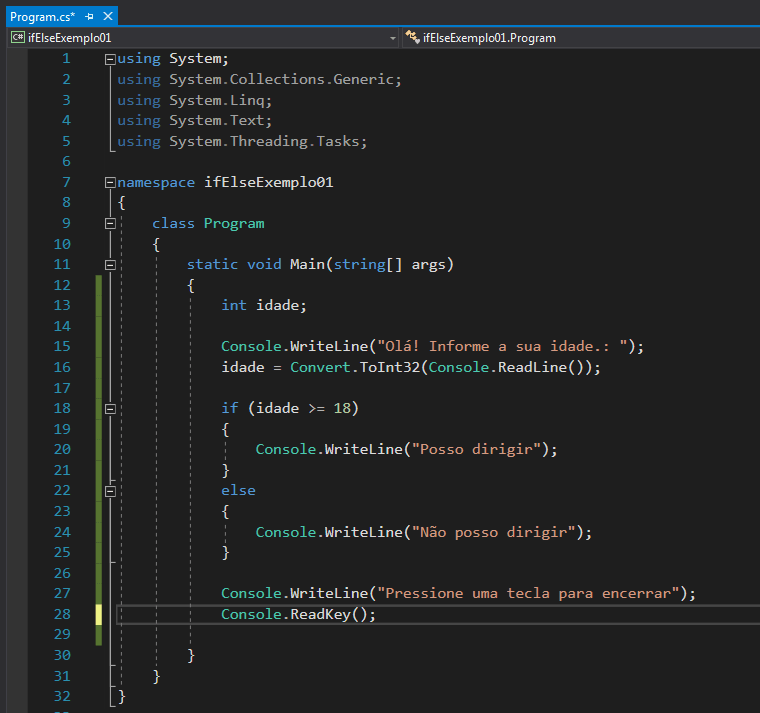 Program.cs*
C# ifElseExemplo01 ifElseExemplo01.Program
1 using System;
2 using System.Collections.Generic;
3 using System.Linq;
4 using System.Text;
5 using System.Threading.Tasks;
6
7 namespace ifElseExemplo01
8 {
9 class Program
10 {
11 static void Main(string[] args)
12 {
13 int idade;
14
15 Console.WriteLine("Olá! Informe a sua idade.: ");
16 idade = Convert.ToInt32(Console.ReadLine());
17
18 if (idade >= 18)
19 {
20 Console.WriteLine("Posso dirigir");
21 }
22 else
23 {
24 Console.WriteLine("Não posso dirigir");
25 }
26
27 Console.WriteLine("Pressione uma tecla para encerrar");
28 Console.ReadKey();
29
30 }
31 }
32 }